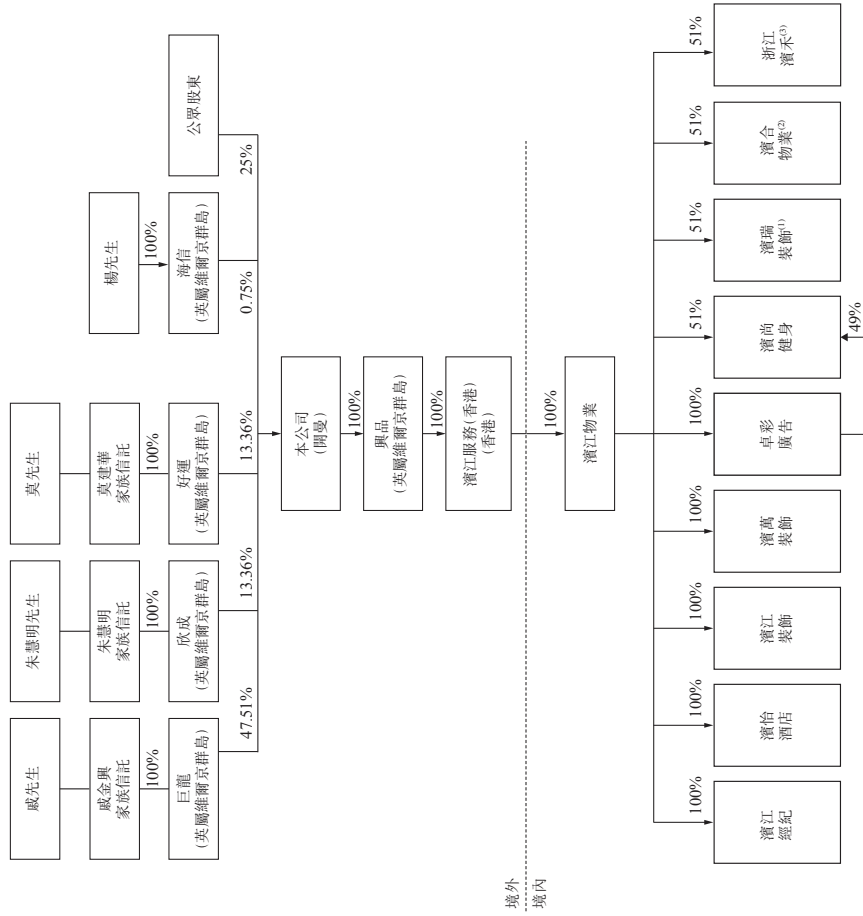 戚先生
朱慧明先生
莫先生
楊先生
戚金興
家族信託
朱慧明
家族信託
莫建華
家族信託
100%
100%
100%
100%
巨龍
(英屬維爾京群島)
欣成
(英屬維爾京群島)
好運
(英屬維爾京群島)
海信
(英屬維爾京群島)
公眾股東
47.51%
13.36%
13.36%
0.75%
25%
本公司
(開曼)
100%
興品
(英屬維爾京群島)
100%
濱江服務(香港)
(香港)
境外
境內
100%
濱江物業
100%
100%
100%
100%
100%
51%
51%
51%
51%
濱江
經紀
濱怡
酒店
濱江
裝飾
濱萬
裝飾
卓彩
廣告
濱尚
健身
濱瑞
裝飾(1)
濱合
物業(2)
浙江
濱禾(3)
49%